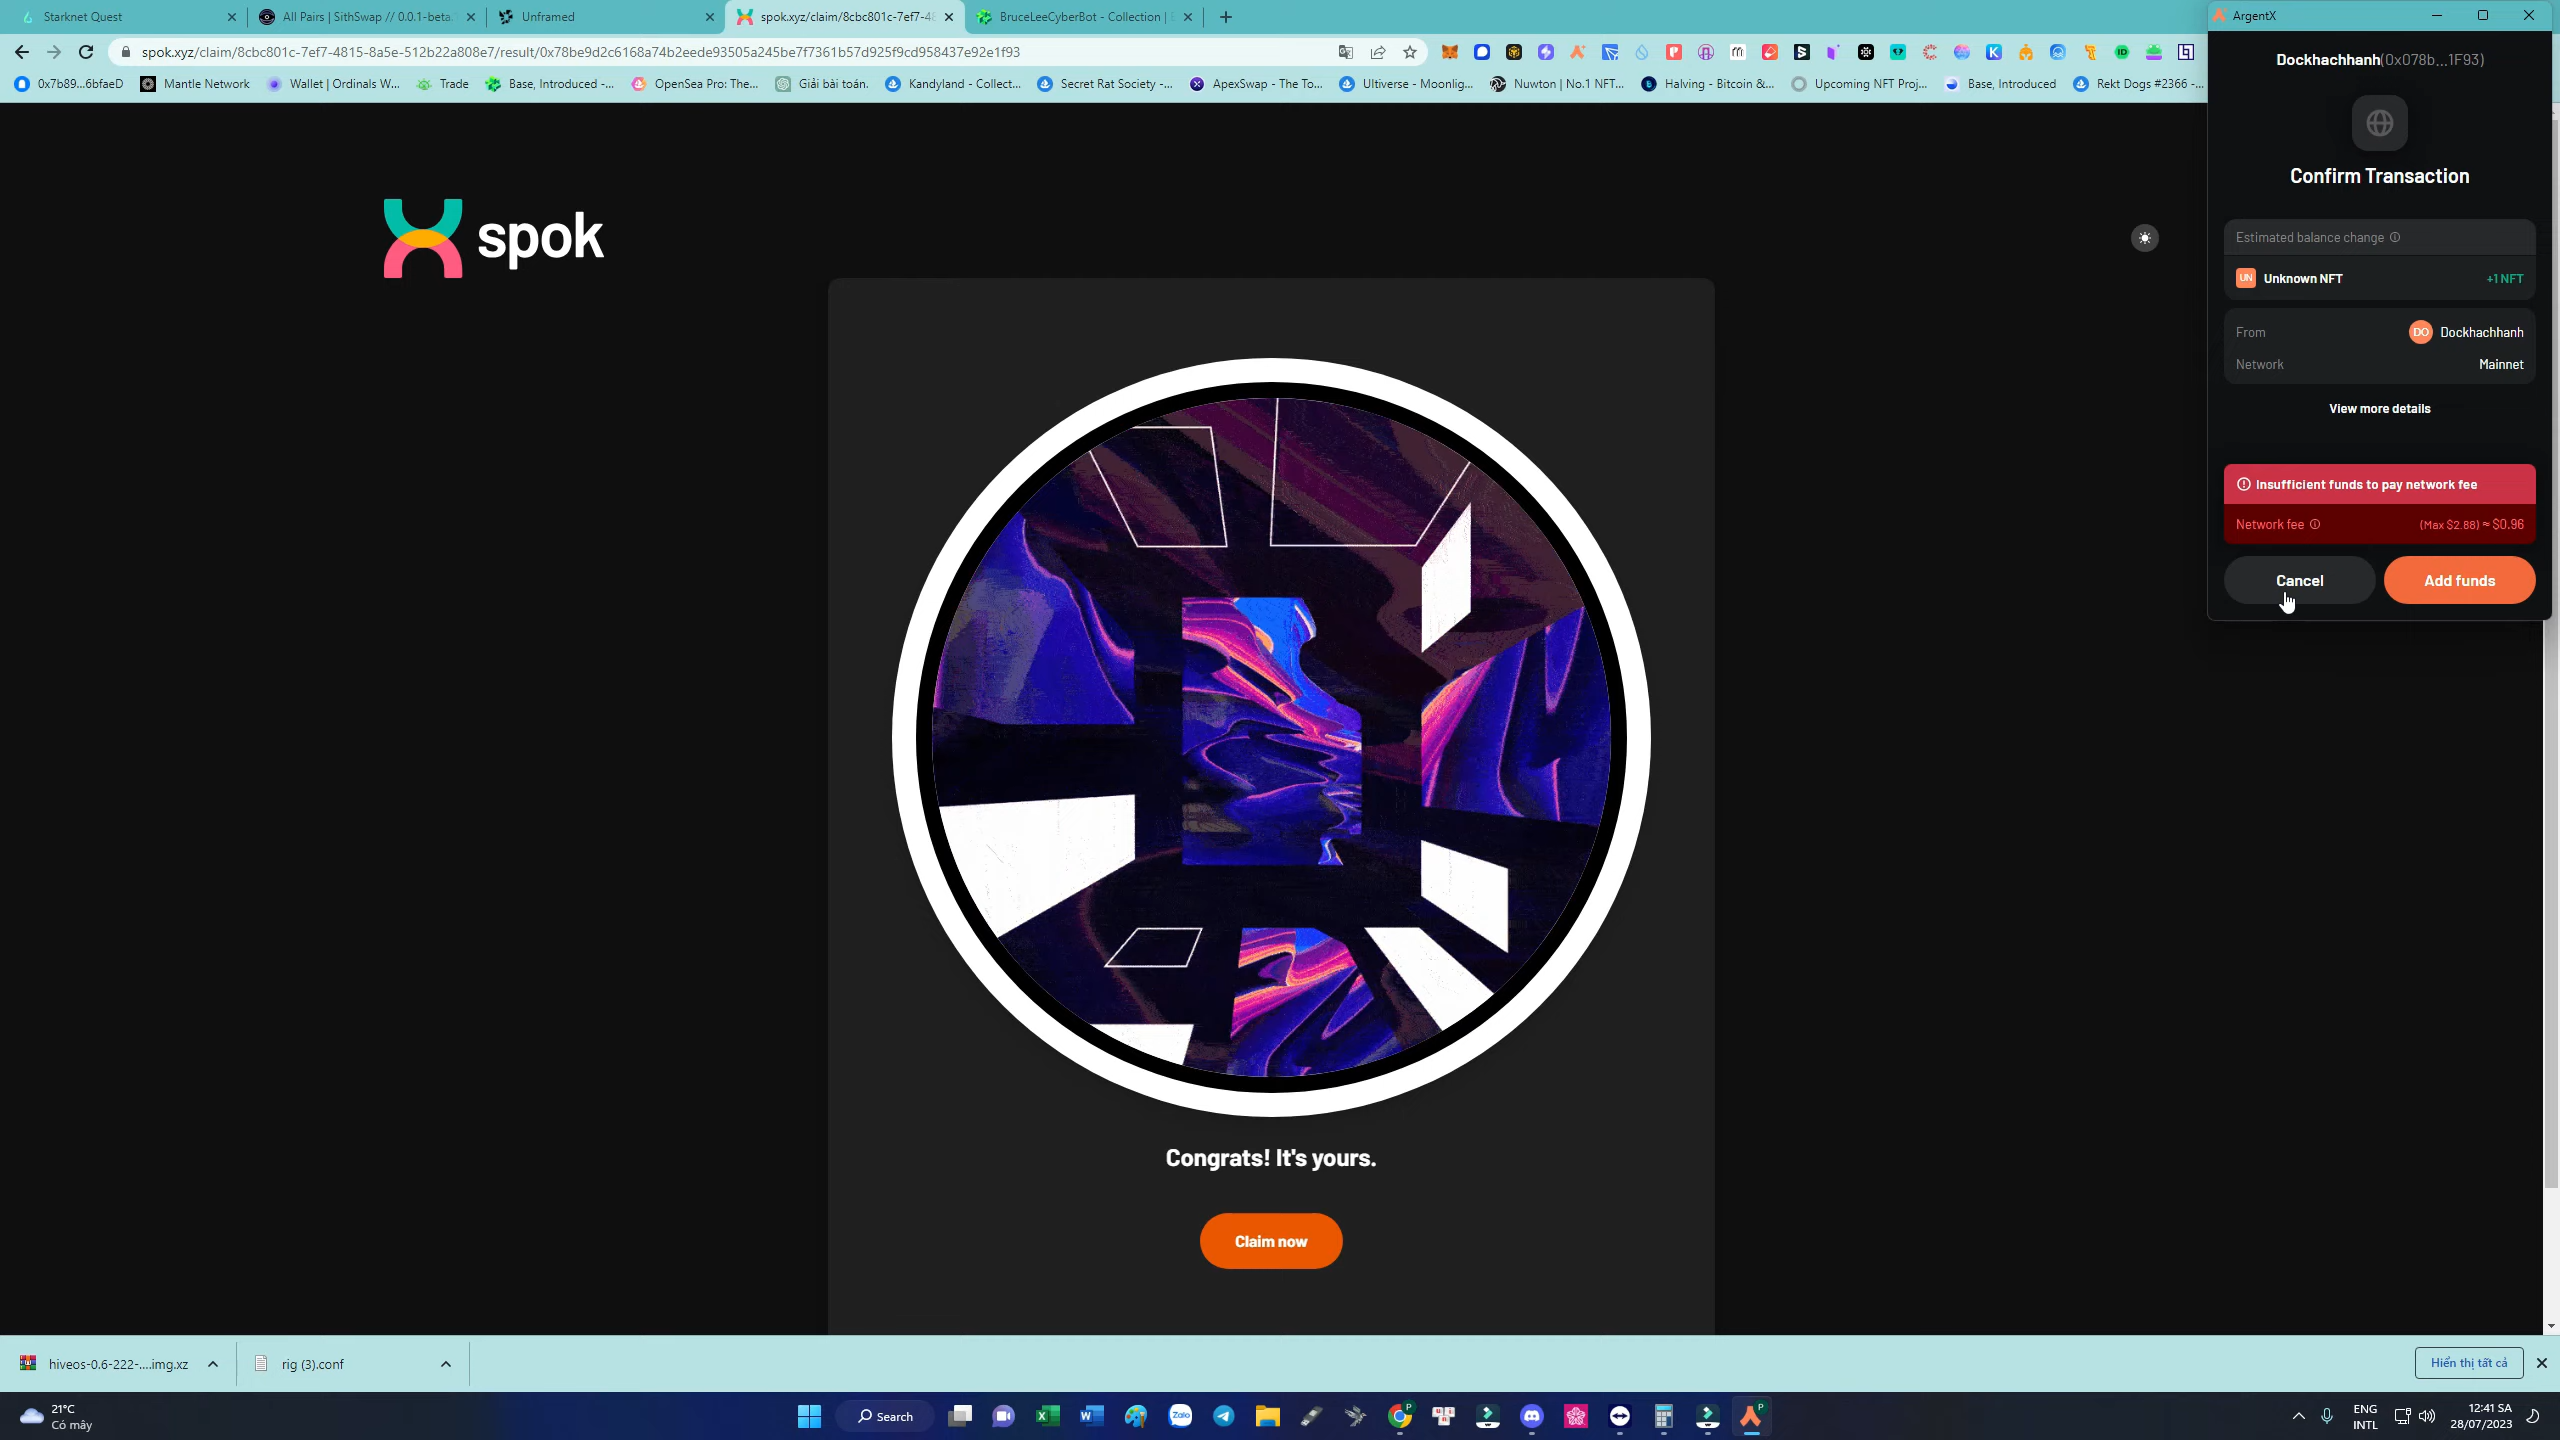 Starknet Quest
All Pairs | SithSwap // 0.0.1-beta
Unframed
spok.xyz/claim/8cbc801c-7ef7-48
BruceLeeCyberBot - Collection |
spok.xyz/claim/8cbc801c-7ef7-4815-8a5e-512b22a808e7/result/0x78be9d2c6168a74b2eede93505a245be7f7361b57d925f9cd958437e92e1f93
0x7b89...6bfaeD
Mantle Network
Wallet | Ordinals W...
Trade
Base, Introduced -...
OpenSea Pro: The...
Giải bài toán.
Kandyland - Collect...
Secret Rat Society -...
ApexSwap - The To...
Ultiverse - Moonlig...
Nuwton | No.1 NFT...
Halving - Bitcoin &...
Upcoming NFT Proj...
Base, Introduced
Rekt Dogs #2366 -...
spok
Congrats! It's yours.
Claim now
ArgentX
Dockhachhanh(0x078b...1F93)
Confirm Transaction
Estimated balance change
UN Unknown NFT +1 NFT
From DO Dockhachhanh
Network Mainnet
View more details
Insufficient funds to pay network fee
Network fee (Max $2.88) ≈ $0.96
Cancel
Add funds
hiveos-0.6-222-....img.xz
rig (3).conf
Hiển thị tất cả
21°C
Có mây
Search
Zalo
ENG
INTL
12:41 SA
28/07/2023